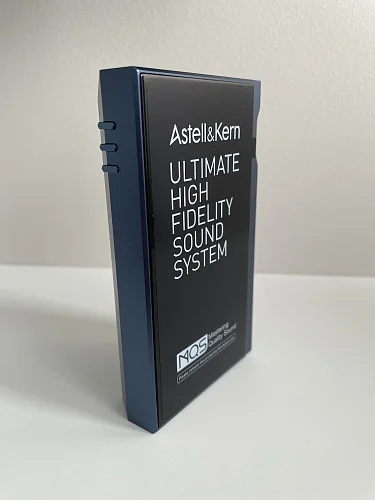 Astell&Kern
ULTIMATE
HIGH
FIDELITY
SOUND
SYSTEM
MQS Mastering
Quality Sound